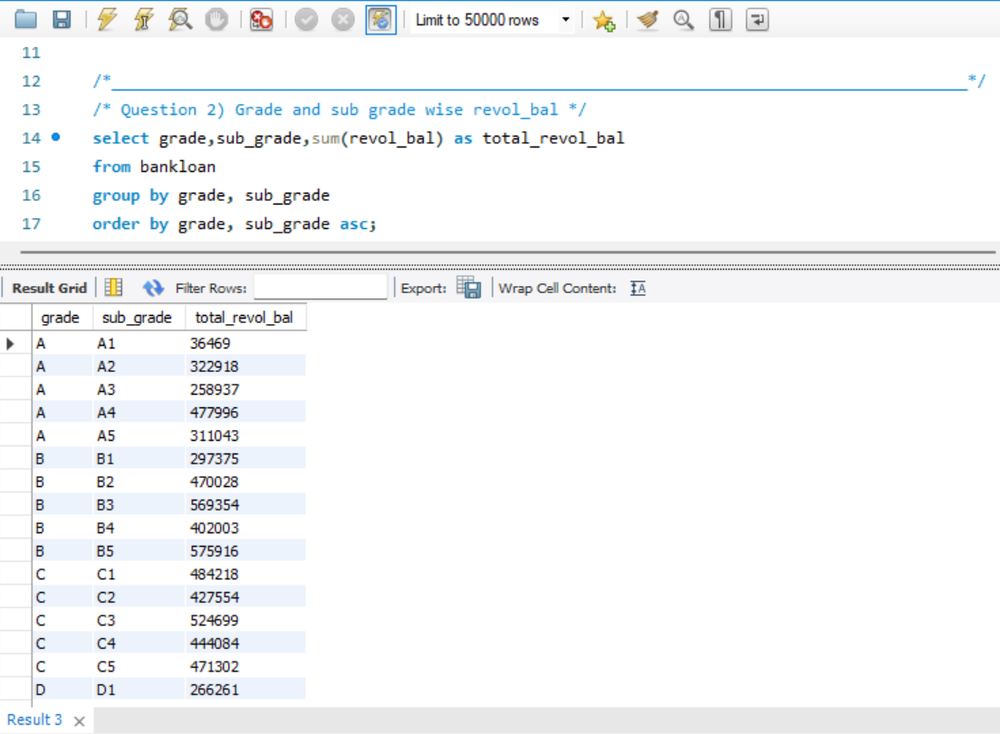 Limit to 50000 rows
11
12 /*____________________________________________________________________*/
13 /* Question 2) Grade and sub grade wise revol_bal */
14 select grade,sub_grade,sum(revol_bal) as total_revol_bal
15 from bankloan
16 group by grade, sub_grade
17 order by grade, sub_grade asc;
Result Grid Filter Rows: Export: Wrap Cell Content: IA
grade sub_grade total_revol_bal
A A1 36469
A A2 322918
A A3 258937
A A4 477996
A A5 311043
B B1 297375
B B2 470028
B B3 569354
B B4 402003
B B5 575916
C C1 484218
C C2 427554
C C3 524699
C C4 444084
C C5 471302
D D1 266261
Result 3 ×